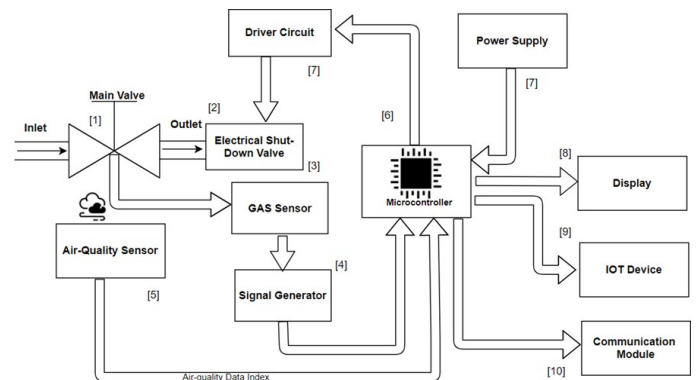 Driver Circuit
Power Supply
[7]
[7]
Main Valve
[1]
[2]
[6]
Inlet
Outlet
Electrical Shut-
Down Valve
[3]
[8]
Display
Microcontroller
GAS Sensor
Air-Quality Sensor
[9]
IOT Device
[4]
[5]
Signal Generator
Communication
Module
[10]
Air-quality Data Index